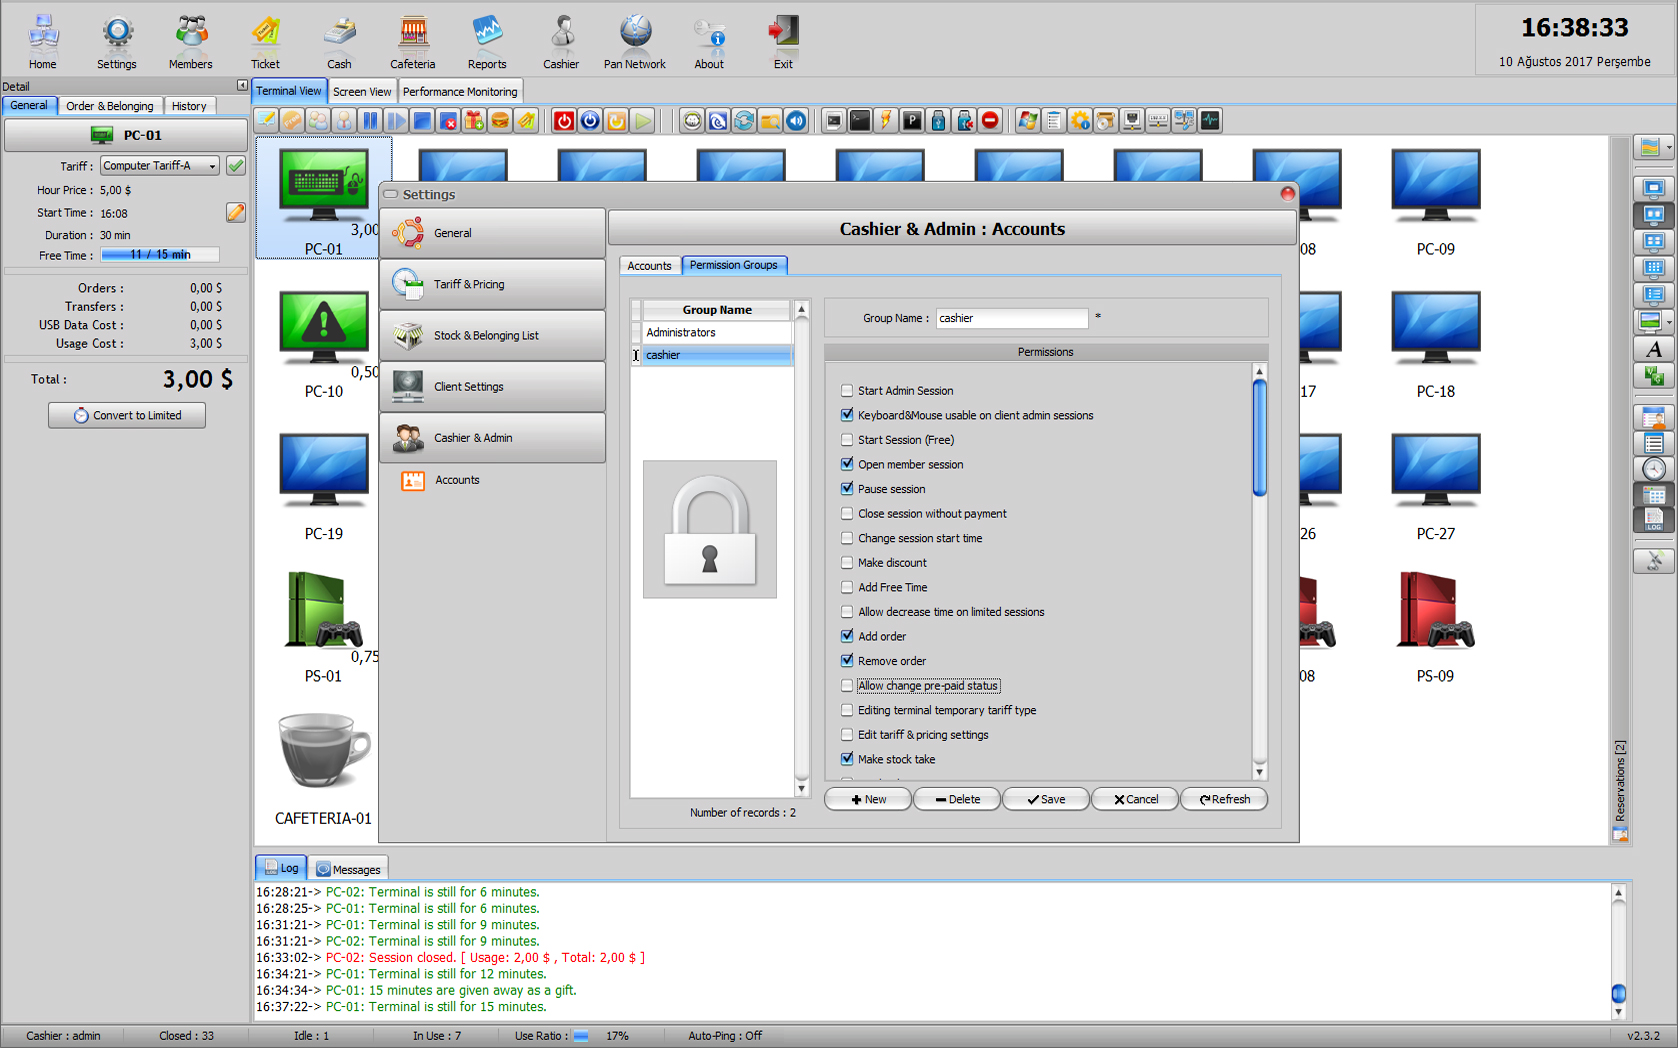 Home Settings Members Ticket Cash Cafeteria Reports Cashier Pan Network About Exit
16:38:33
10 Ağustos 2017 Perşembe
Detail
General Order & Belonging History
PC-01
Tariff : Computer Tariff-A
Hour Price : 5,00 $
Start Time : 16:08
Duration : 30 min
Free Time : 11 / 15 min
Orders : 0,00 $
Transfers : 0,00 $
USB Data Cost : 0,00 $
Usage Cost : 3,00 $
Total : 3,00 $
Convert to Limited
Terminal View Screen View Performance Monitoring
3,00
PC-01
08
PC-09
0,50
PC-10
17
PC-18
PC-19
26
PC-27
0,75
PS-01
08
PS-09
CAFETERIA-01
Settings
General
Tariff & Pricing
Stock & Belonging List
Client Settings
Cashier & Admin
Accounts
Cashier & Admin : Accounts
Accounts Permission Groups
Group Name
Administrators
cashier
Number of records : 2
Group Name : cashier *
Permissions
Start Admin Session
Keyboard&Mouse usable on client admin sessions
Start Session (Free)
Open member session
Pause session
Close session without payment
Change session start time
Make discount
Add Free Time
Allow decrease time on limited sessions
Add order
Remove order
Allow change pre-paid status
Editing terminal temporary tariff type
Edit tariff & pricing settings
Make stock take
New Delete Save Cancel Refresh
Reservations [2]
LOG
Log Messages
16:28:21-> PC-02: Terminal is still for 6 minutes.
16:28:25-> PC-01: Terminal is still for 6 minutes.
16:31:21-> PC-01: Terminal is still for 9 minutes.
16:31:21-> PC-02: Terminal is still for 9 minutes.
16:33:02-> PC-02: Session closed. [ Usage: 2,00 $ , Total: 2,00 $ ]
16:34:21-> PC-01: Terminal is still for 12 minutes.
16:34:34-> PC-01: 15 minutes are given away as a gift.
16:37:22-> PC-01: Terminal is still for 15 minutes.
Cashier : admin Closed : 33 Idle : 1 In Use : 7 Use Ratio : 17% Auto-Ping : Off v2.3.2